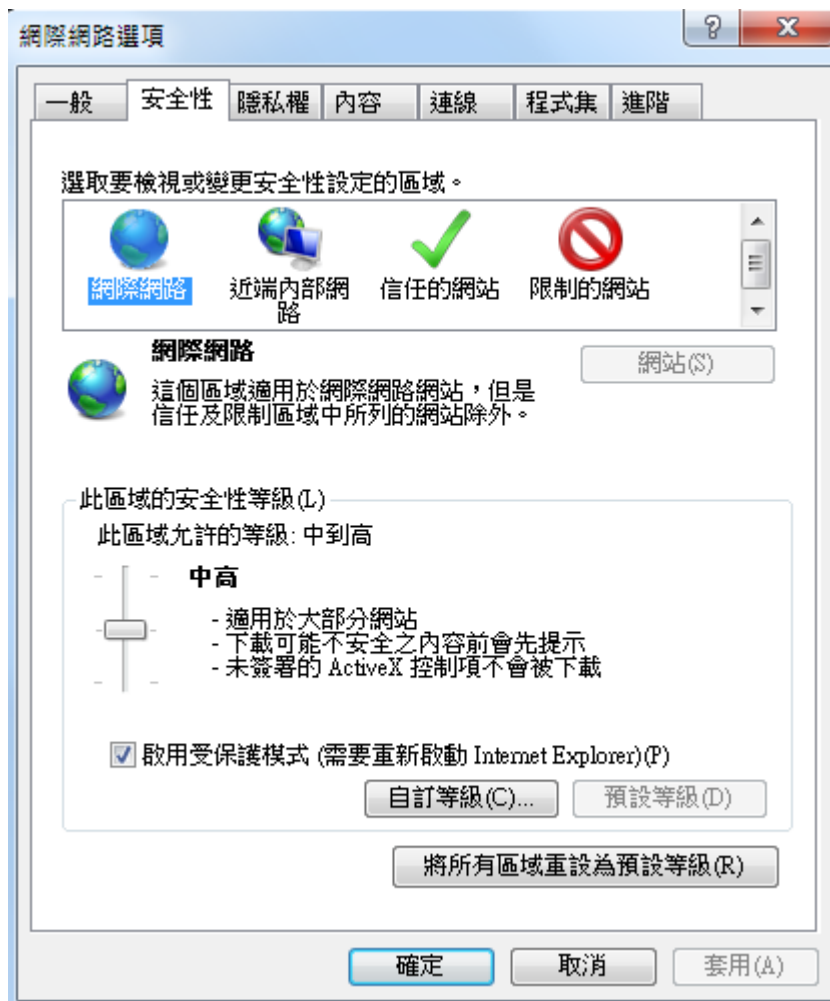 網際網路選項
一般 安全性 隱私權 內容 連線 程式集 進階
選取要檢視或變更安全性設定的區域。
網際網路 近端內部網路 信任的網站 限制的網站
網際網路
網站(S)
這個區域適用於網際網路網站，但是
信任及限制區域中所列的網站除外。
此區域的安全性等級(L)
此區域允許的等級: 中到高
中高
- 適用於大部分網站
- 下載可能不安全之內容前會先提示
- 未簽署的 ActiveX 控制項不會被下載
啟用受保護模式 (需要重新啟動 Internet Explorer)(P)
自訂等級(C)... 預設等級(D)
將所有區域重設為預設等級(R)
確定 取消 套用(A)